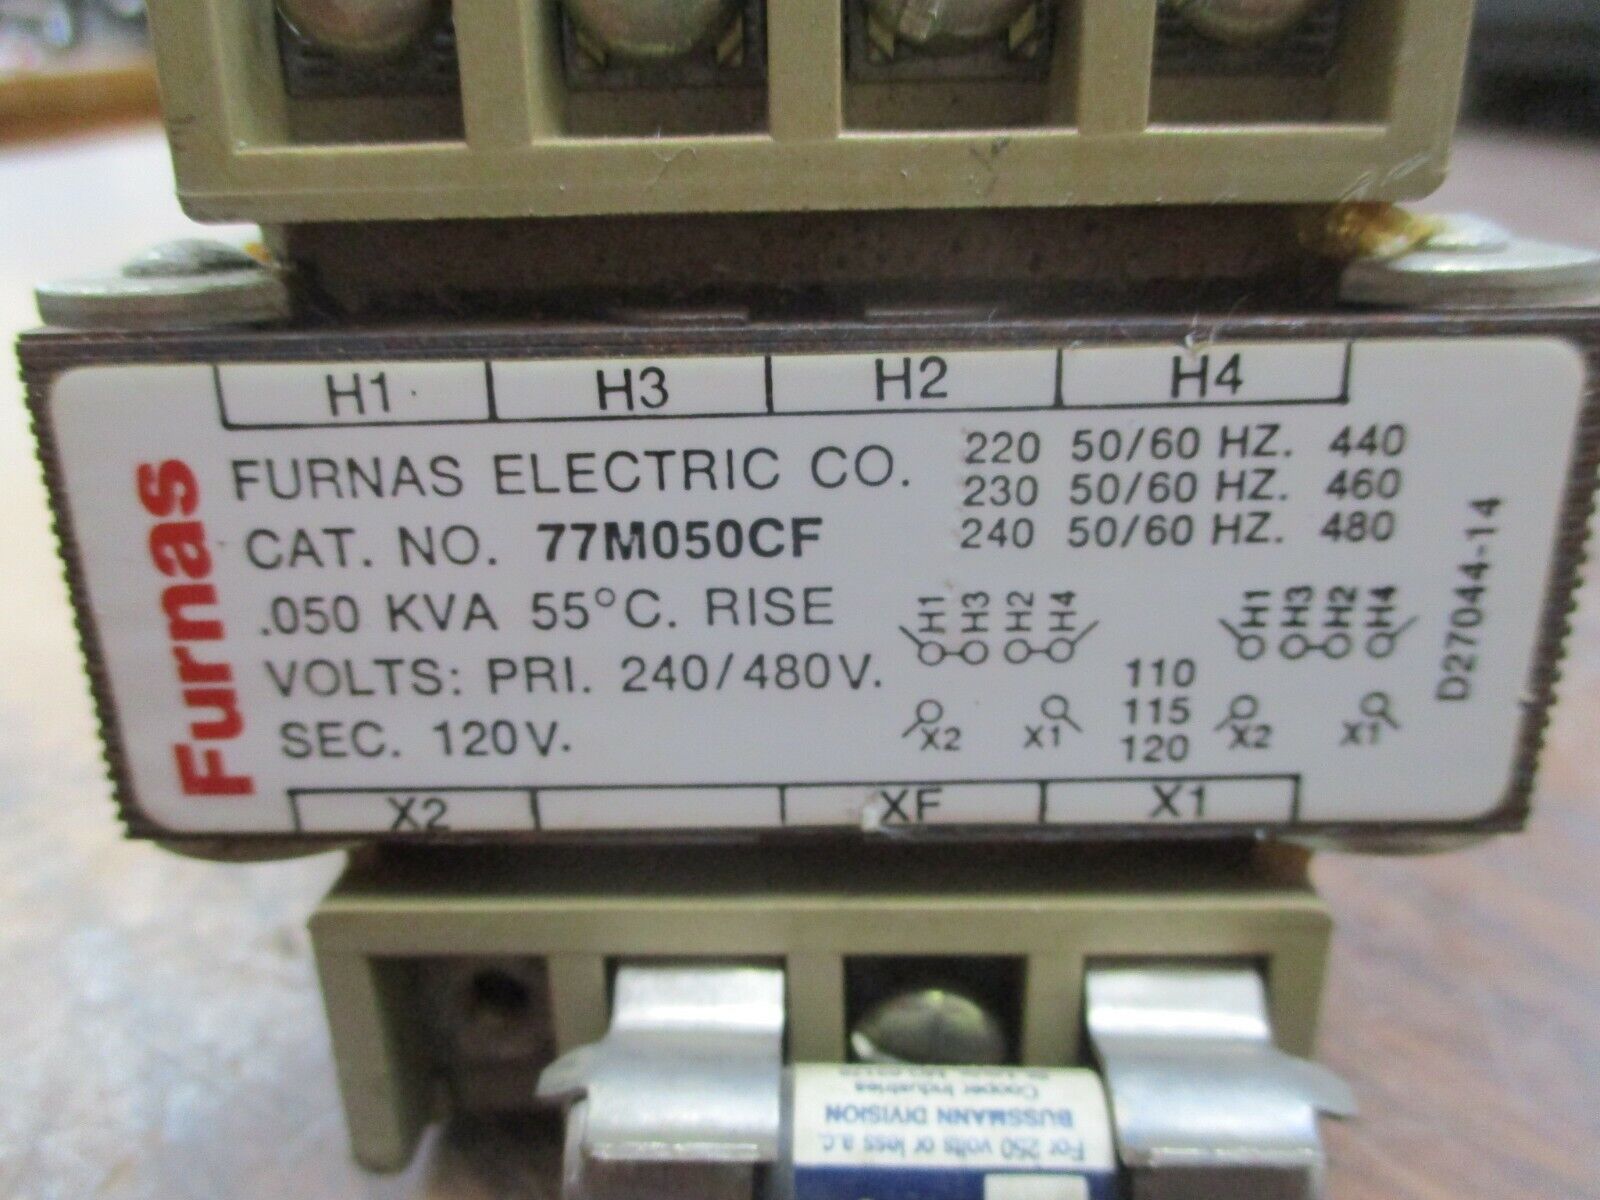 H1 H3 H2 H4
Furnas
FURNAS ELECTRIC CO.
CAT. NO. 77M050CF
.050 KVA 55°C. RISE
VOLTS: PRI. 240/480V.
SEC. 120V.
220 50/60 HZ. 440
230 50/60 HZ. 460
240 50/60 HZ. 480
H1 H3 H2 H4
H1 H3 H2 H4
110
115
120
X2 X1
X2 X1
D27044-14
X2 XF X1
For 250 volts or less a.c.
BUSSMANN DIVISION
Cooper Industries